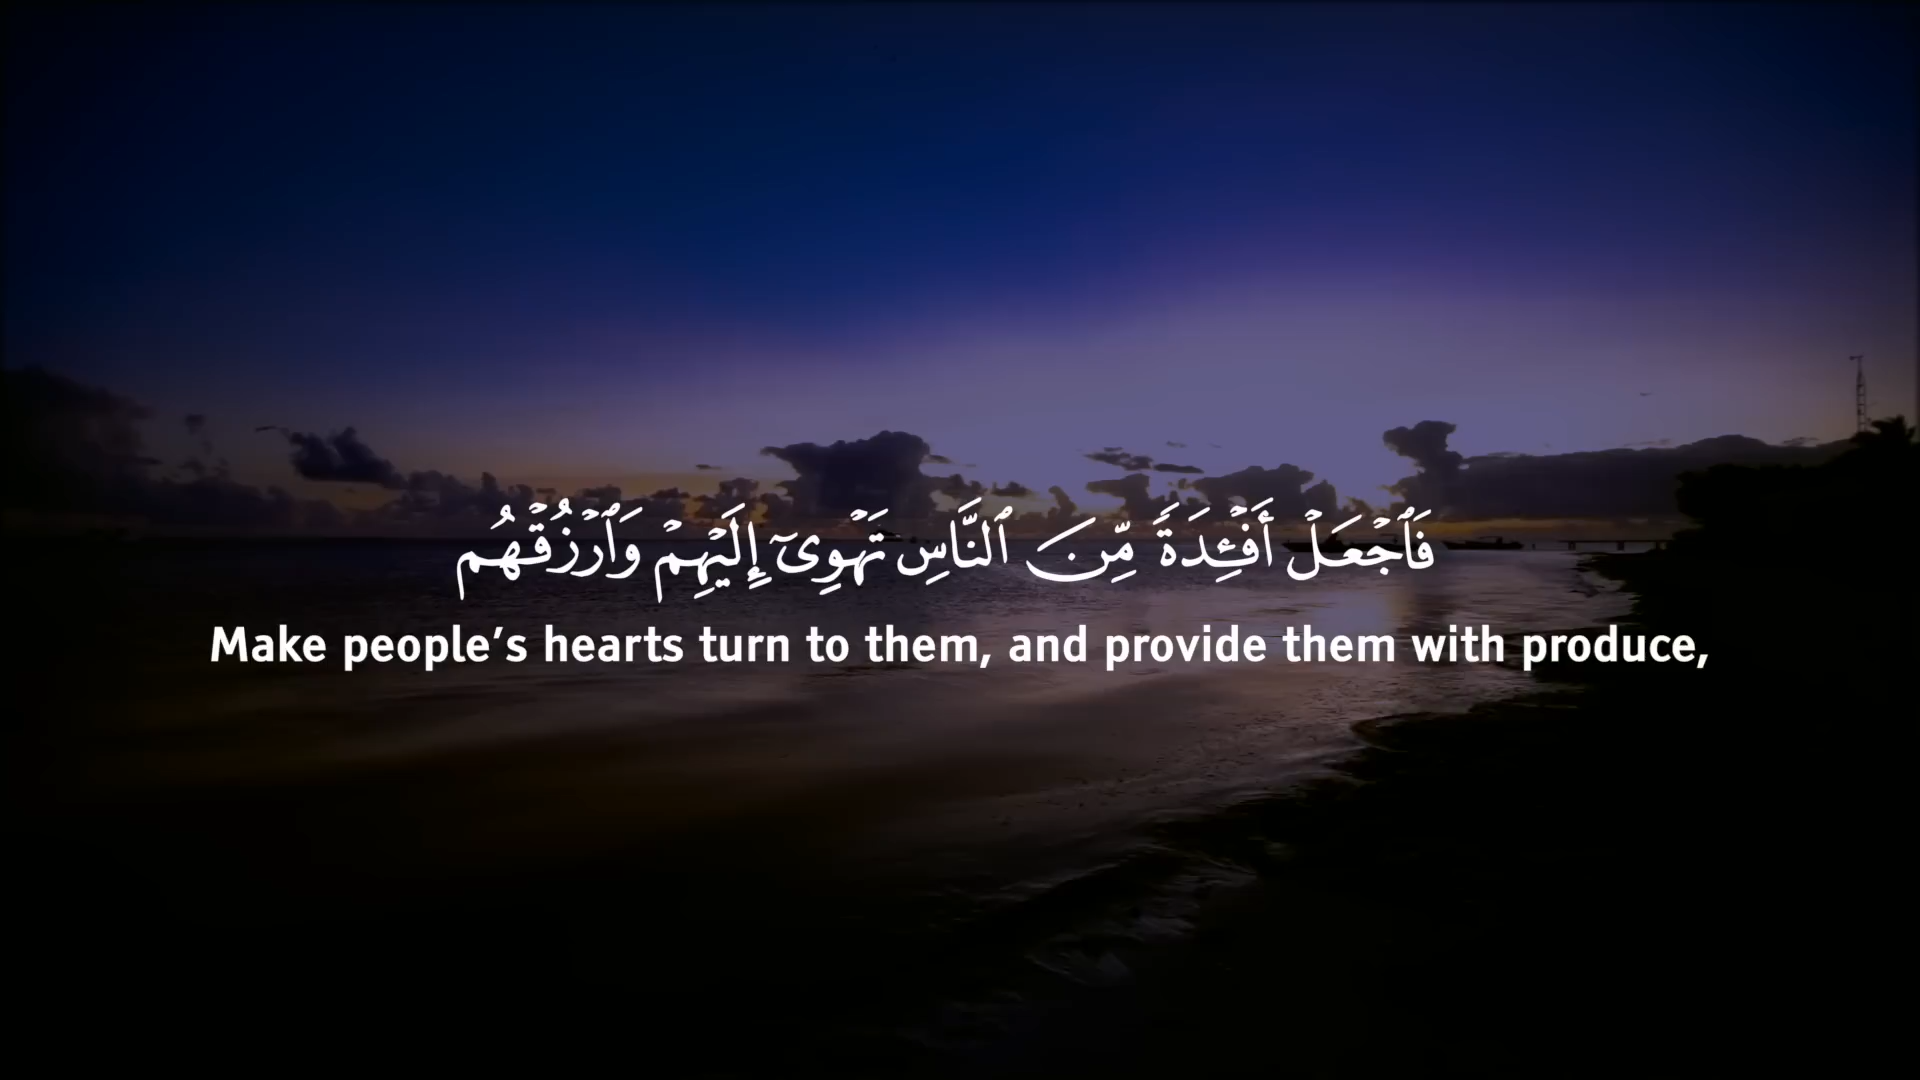 فَٱجْعَلْ أَفْـِٔدَةً مِّنَ ٱلنَّاسِ تَهْوِىٓ إِلَيْهِمْ وَٱرْزُقْهُم
Make people’s hearts turn to them, and provide them with produce,